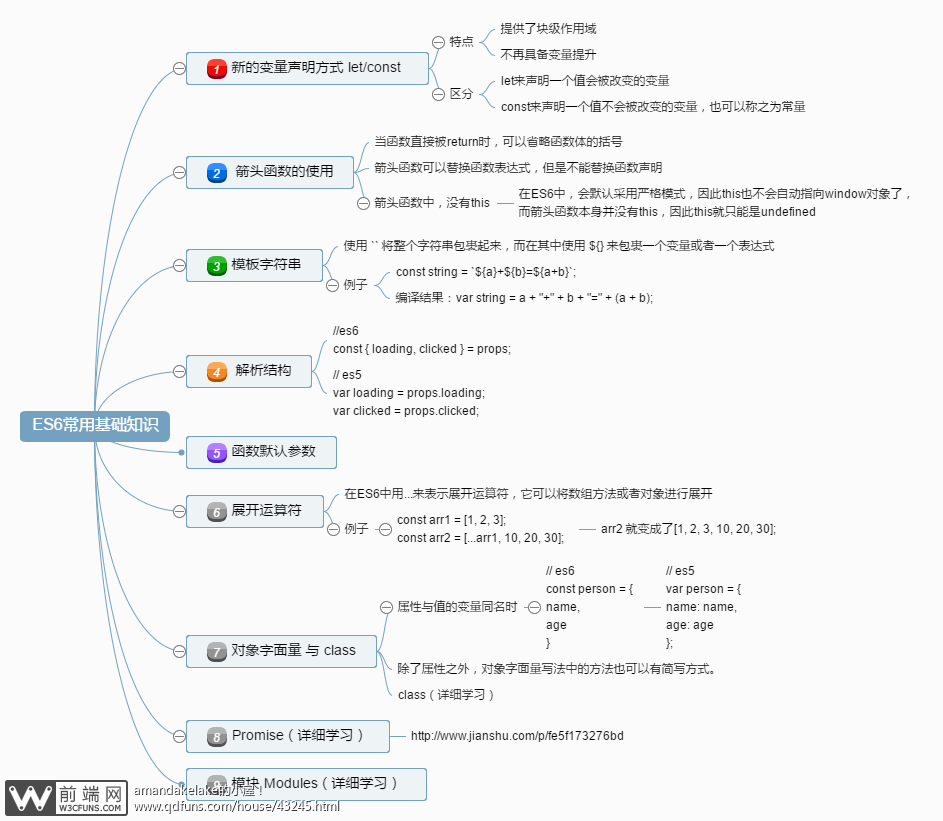 ES6常用基础知识
1 新的变量声明方式 let/const
特点
提供了块级作用域
不再具备变量提升
区分
let来声明一个值会被改变的变量
const来声明一个值不会被改变的变量，也可以称之为常量
2 箭头函数的使用
当函数直接被return时，可以省略函数体的括号
箭头函数可以替换函数表达式，但是不能替换函数声明
箭头函数中，没有this
在ES6中，会默认采用严格模式，因此this也不会自动指向window对象了，
而箭头函数本身并没有this，因此this就只能是undefined
3 模板字符串
使用 `` 将整个字符串包裹起来，而在其中使用 ${} 来包裹一个变量或者一个表达式
例子
const string = `${a}+${b}=${a+b}`;
编译结果：var string = a + "+" + b + "=" + (a + b);
4 解析结构
//es6
const { loading, clicked } = props;
// es5
var loading = props.loading;
var clicked = props.clicked;
5 函数默认参数
6 展开运算符
在ES6中用...来表示展开运算符，它可以将数组方法或者对象进行展开
例子
const arr1 = [1, 2, 3];
const arr2 = [...arr1, 10, 20, 30];
arr2 就变成了[1, 2, 3, 10, 20, 30];
7 对象字面量 与 class
属性与值的变量同名时
// es6
const person = {
name,
age
}
// es5
var person = {
name: name,
age: age
};
除了属性之外，对象字面量写法中的方法也可以有简写方式。
class（详细学习）
8 Promise（详细学习）
http://www.jianshu.com/p/fe5f173276bd
9 模块 Modules（详细学习）
前端网
W3CFUNS.COM
amandakelake的小屋！
www.qdfuns.com/house/43245.html